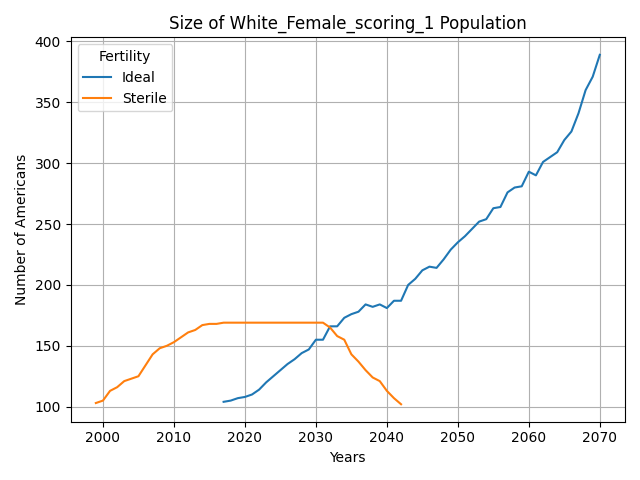 Size of White_Female_scoring_1 Population
Fertility
Ideal
Sterile
Number of Americans
400
350
300
250
200
150
100
2000 2010 2020 2030 2040 2050 2060 2070
Years